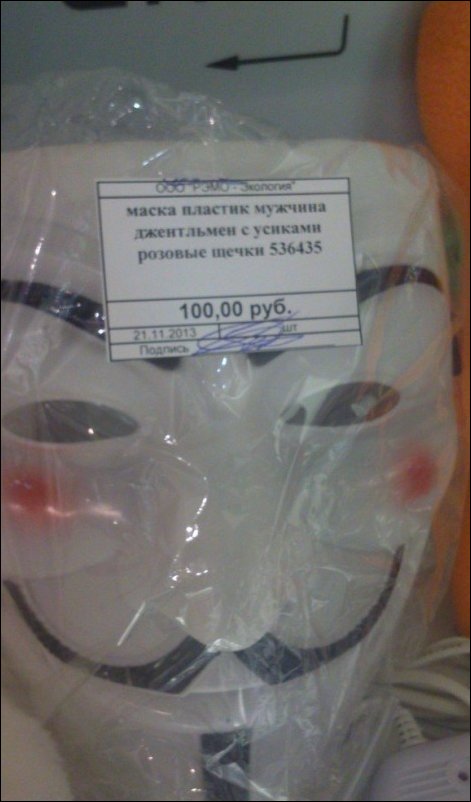 ООО "РЭМО - Экология"
маска пластик мужчина
джентльмен с усиками
розовые щечки 536435
100,00 руб.
21.11.2013 шт
Подпись